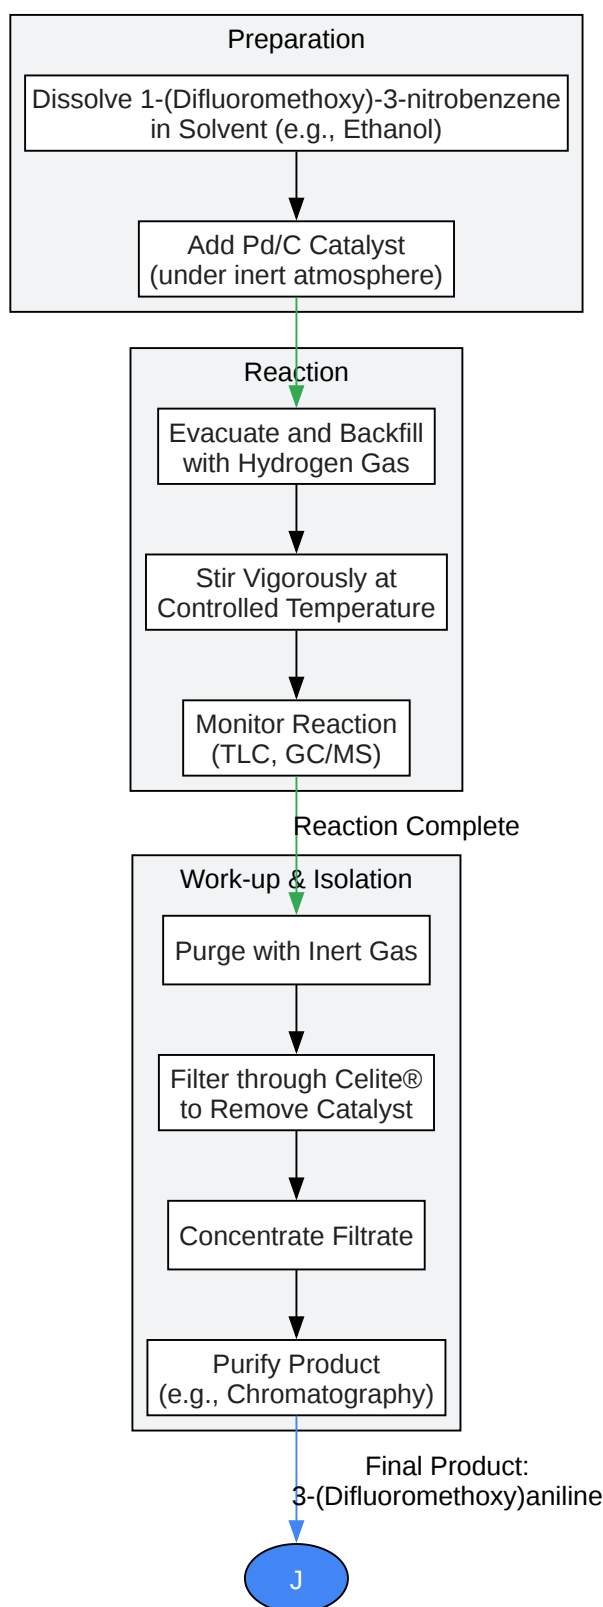 Preparation
Dissolve 1-(Difluoromethoxy)-3-nitrobenzene
in Solvent (e.g., Ethanol)
Add Pd/C Catalyst
(under inert atmosphere)
Reaction
Evacuate and Backfill
with Hydrogen Gas
Stir Vigorously at
Controlled Temperature
Monitor Reaction
(TLC, GC/MS)
Reaction Complete
Work-up & Isolation
Purge with Inert Gas
Filter through Celite®
to Remove Catalyst
Concentrate Filtrate
Purify Product
(e.g., Chromatography)
Final Product:
3-(Difluoromethoxy)aniline
J